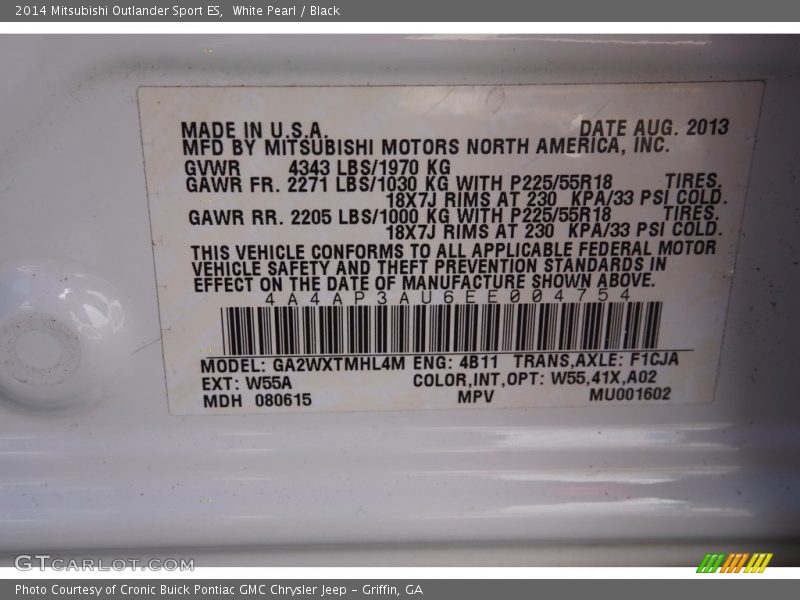 2014 Mitsubishi Outlander Sport ES, White Pearl / Black
MADE IN U.S.A. DATE AUG. 2013
MFD BY MITSUBISHI MOTORS NORTH AMERICA, INC.
GVWR 4343 LBS/1970 KG
GAWR FR. 2271 LBS/1030 KG WITH P225/55R18 TIRES.
18X7J RIMS AT 230 KPA/33 PSI COLD.
GAWR RR. 2205 LBS/1000 KG WITH P225/55R18 TIRES.
18X7J RIMS AT 230 KPA/33 PSI COLD.
THIS VEHICLE CONFORMS TO ALL APPLICABLE FEDERAL MOTOR
VEHICLE SAFETY AND THEFT PREVENTION STANDARDS IN
EFFECT ON THE DATE OF MANUFACTURE SHOWN ABOVE.
4A4AP3AU6EE004754
MODEL: GA2WXTMHL4M ENG: 4B11 TRANS,AXLE: F1CJA
EXT: W55A COLOR,INT,OPT: W55,41X,A02
MDH 080615 MPV MU001602
GTCARLOT.COM
Photo Courtesy of Cronic Buick Pontiac GMC Chrysler Jeep - Griffin, GA